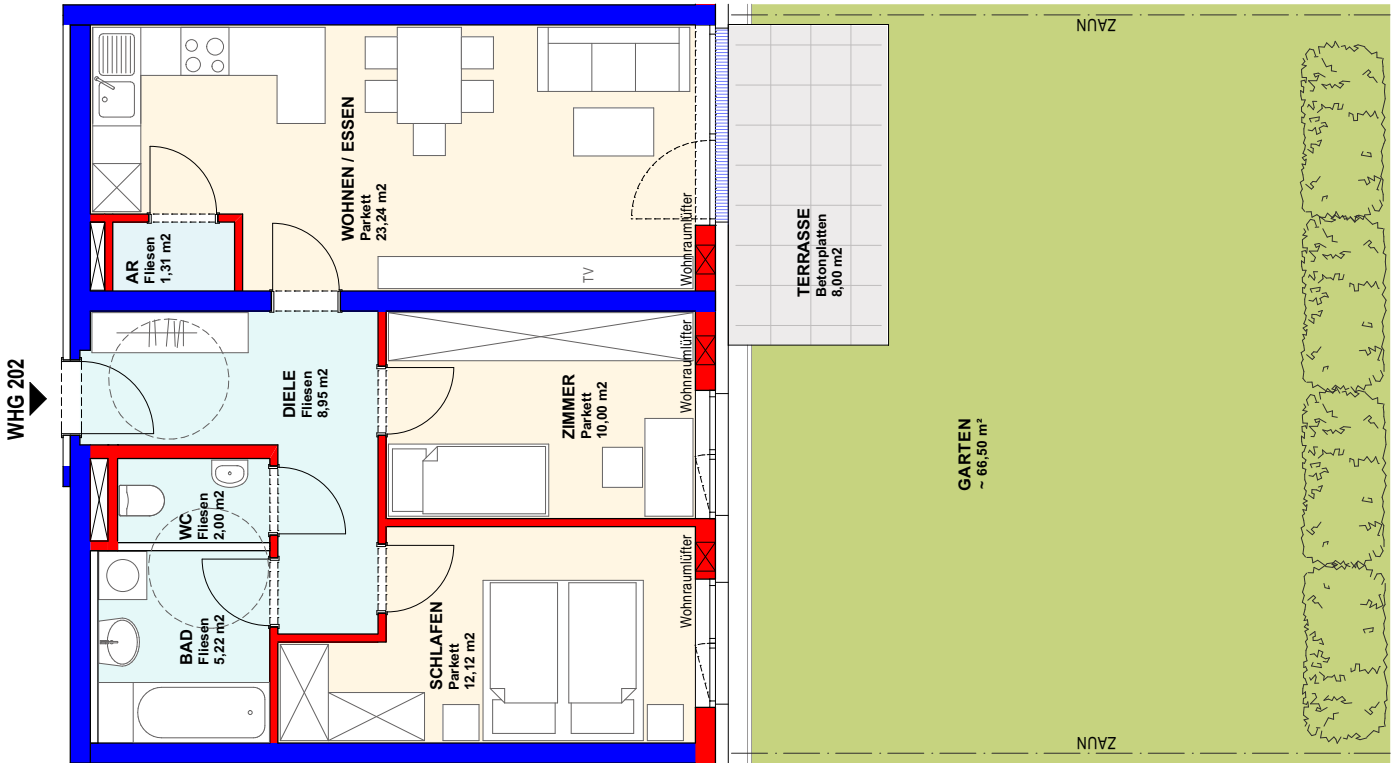 WHG 202
WOHNEN / ESSEN
Parkett
23,24 m2
AR
Fliesen
1,31 m2
TV
Wohnraumlüfter
TERRASSE
Betonplatten
8,00 m2
DIELE
Fliesen
8,95 m2
ZIMMER
Parkett
10,00 m2
Wohnraumlüfter
WC
Fliesen
2,00 m2
BAD
Fliesen
5,22 m2
SCHLAFEN
Parkett
12,12 m2
Wohnraumlüfter
GARTEN
~ 66,50 m²
ZAUN
ZAUN